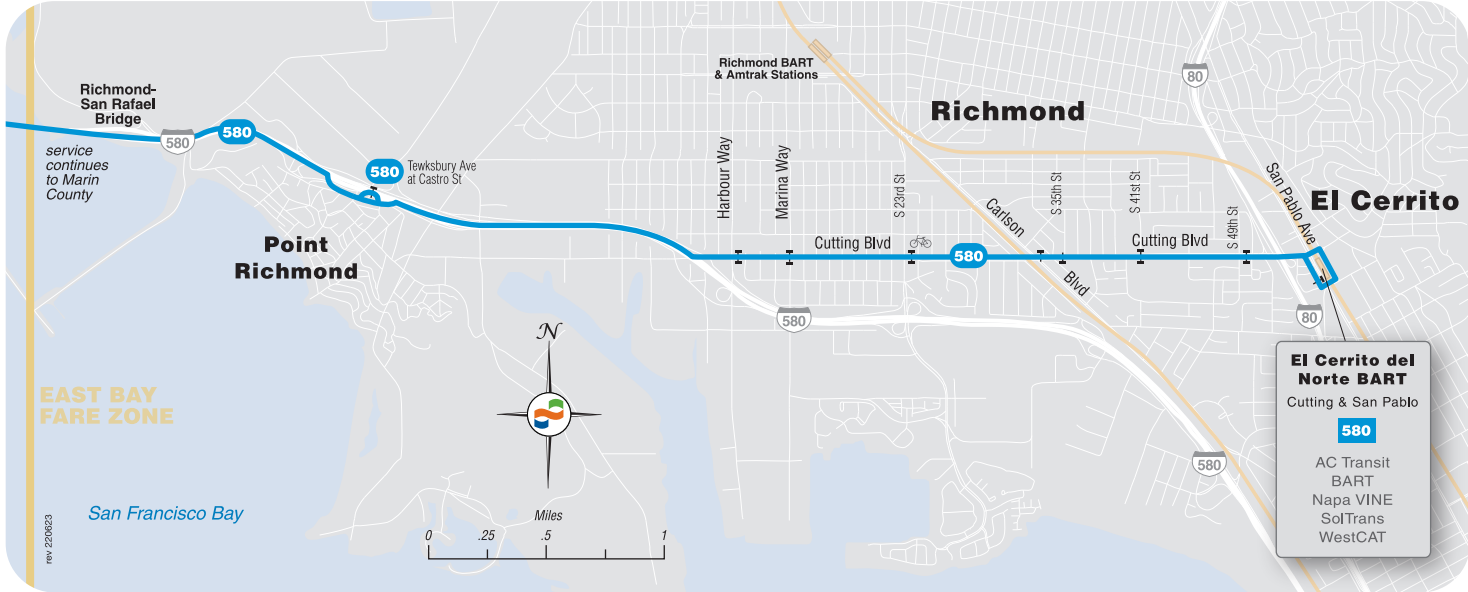 Richmond-
San Rafael
Bridge
580
580
service
continues
to Marin
County
580
Tewksbury Ave
at Castro St
Point
Richmond
Richmond BART
& Amtrak Stations
Richmond
80
El Cerrito
San Pablo Ave
Harbour Way
Marina Way
S 23rd St
Carlson
Blvd
S 35th St
S 41st St
S 49th St
Cutting Blvd
580
Cutting Blvd
580
80
580
El Cerrito del
Norte BART
Cutting & San Pablo
580
AC Transit
BART
Napa VINE
SolTrans
WestCAT
EAST BAY
FARE ZONE
San Francisco Bay
N
Miles
0 .25 .5 1
rev 220623